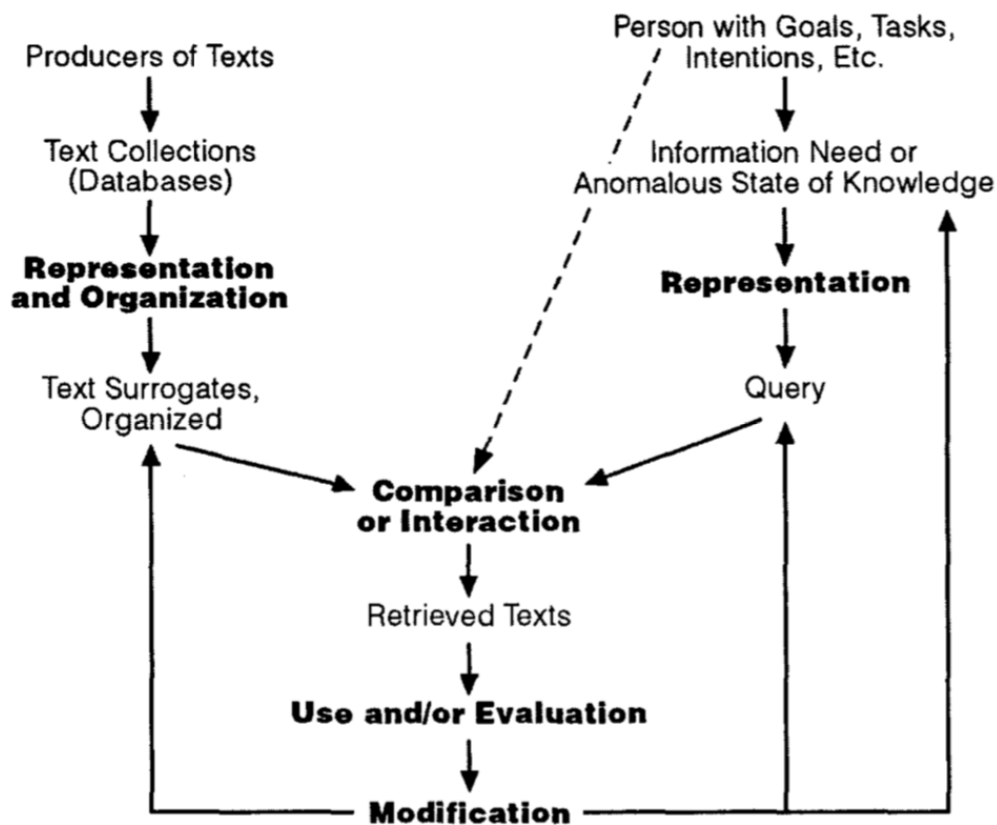 Producers of Texts
Person with Goals, Tasks,
Intentions, Etc.
Text Collections
(Databases)
Information Need or
Anomalous State of Knowledge
Representation
and Organization
Representation
Text Surrogates,
Organized
Query
Comparison
or Interaction
Retrieved Texts
Use and/or Evaluation
Modification